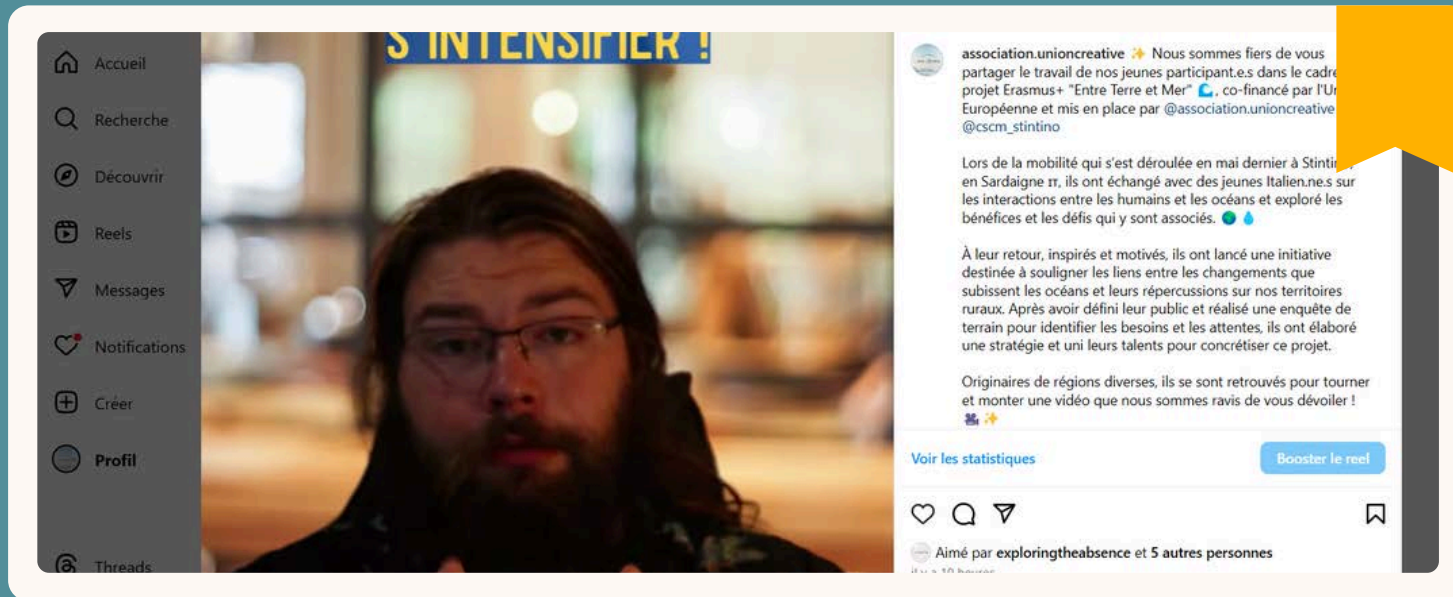 Accueil
Recherche
Découvrir
Reels
Messages
Notifications
Créer
Profil
Threads
S'INTENSIFIER !
association.unioncreative ✨ Nous sommes fiers de vous
partager le travail de nos jeunes participant.e.s dans le cadre
projet Erasmus+ "Entre Terre et Mer" 🌊, co-financé par l'Un
Européenne et mis en place par @association.unioncreative
@cscm_stintino
Lors de la mobilité qui s'est déroulée en mai dernier à Stintin
en Sardaigne IT, ils ont échangé avec des jeunes Italien.ne.s sur
les interactions entre les humains et les océans et exploré les
bénéfices et les défis qui y sont associés. 🌍 💧
À leur retour, inspirés et motivés, ils ont lancé une initiative
destinée à souligner les liens entre les changements que
subissent les océans et leurs répercussions sur nos territoires
ruraux. Après avoir défini leur public et réalisé une enquête de
terrain pour identifier les besoins et les attentes, ils ont élaboré
une stratégie et uni leurs talents pour concrétiser ce projet.
Originaires de régions diverses, ils se sont retrouvés pour tourner
et monter une vidéo que nous sommes ravis de vous dévoiler !
🎥 ✨
Voir les statistiques
Booster le reel
Aimé par exploringtheabsence et 5 autres personnes
il y a 10 heures